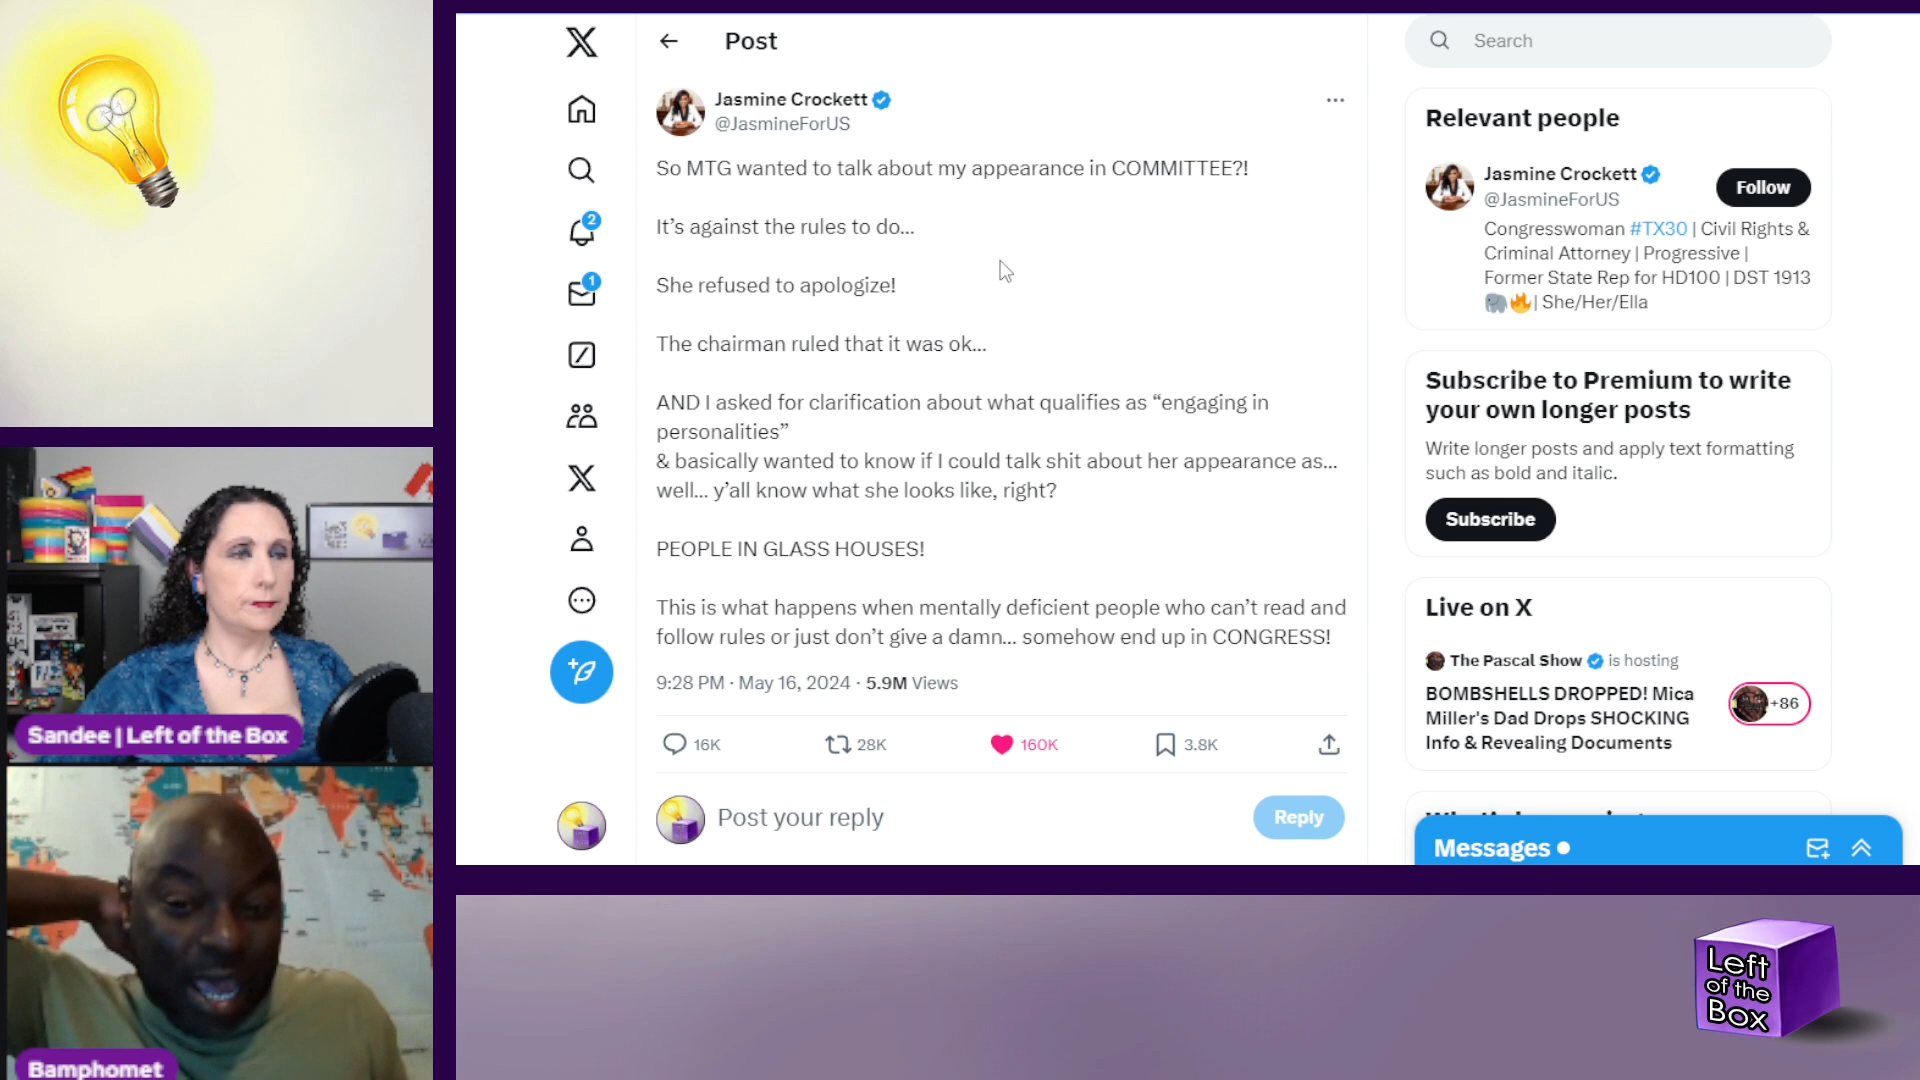 Post
Jasmine Crockett
@JasmineForUS
So MTG wanted to talk about my appearance in COMMITTEE?!
It’s against the rules to do...
She refused to apologize!
The chairman ruled that it was ok...
AND I asked for clarification about what qualifies as “engaging in
personalities”
& basically wanted to know if I could talk shit about her appearance as...
well... y’all know what she looks like, right?
PEOPLE IN GLASS HOUSES!
This is what happens when mentally deficient people who can’t read and
follow rules or just don’t give a damn... somehow end up in CONGRESS!
9:28 PM · May 16, 2024 · 5.9M Views
16K 28K 160K 3.8K
Post your reply
Reply
2
1
Search
Relevant people
Jasmine Crockett
@JasmineForUS
Follow
Congresswoman #TX30 | Civil Rights &
Criminal Attorney | Progressive |
Former State Rep for HD100 | DST 1913
🐘🔥| She/Her/Ella
Subscribe to Premium to write
your own longer posts
Write longer posts and apply text formatting
such as bold and italic.
Subscribe
Live on X
The Pascal Show is hosting
BOMBSHELLS DROPPED! Mica
Miller's Dad Drops SHOCKING
Info & Revealing Documents
+86
Messages
Sandee | Left of the Box
Bamphomet
Left
of the
Box